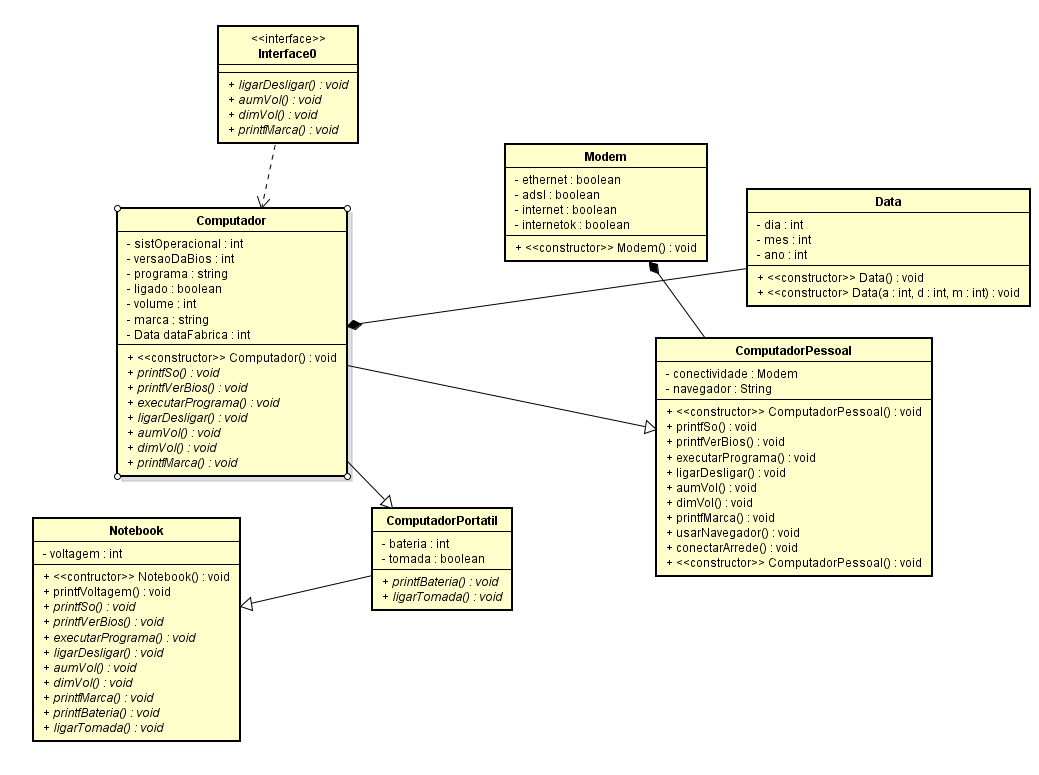 <<interface>>
Interface0
+ ligarDesligar() : void
+ aumVol() : void
+ dimVol() : void
+ printfMarca() : void
Modem
- ethernet : boolean
- adsl : boolean
- internet : boolean
- internetok : boolean
+ <<constructor>> Modem() : void
Data
- dia : int
- mes : int
- ano : int
+ <<constructor>> Data() : void
+ <<constructor> Data(a : int, d : int, m : int) : void
Computador
- sistOperacional : int
- versaoDaBios : int
- programa : string
- ligado : boolean
- volume : int
- marca : string
- Data dataFabrica : int
+ <<constructor>> Computador() : void
+ printfSo() : void
+ printfVerBios() : void
+ executarPrograma() : void
+ ligarDesligar() : void
+ aumVol() : void
+ dimVol() : void
+ printfMarca() : void
ComputadorPessoal
- conectividade : Modem
- navegador : String
+ <<constructor>> ComputadorPessoal() : void
+ printfSo() : void
+ printfVerBios() : void
+ executarPrograma() : void
+ ligarDesligar() : void
+ aumVol() : void
+ dimVol() : void
+ printfMarca() : void
+ usarNavegador() : void
+ conectarArrede() : void
+ <<constructor>> ComputadorPessoal() : void
ComputadorPortatil
- bateria : int
- tomada : boolean
+ printfBateria() : void
+ ligarTomada() : void
Notebook
- voltagem : int
+ <<contructor>> Notebook() : void
+ printfVoltagem() : void
+ printfSo() : void
+ printfVerBios() : void
+ executarPrograma() : void
+ ligarDesligar() : void
+ aumVol() : void
+ dimVol() : void
+ printfMarca() : void
+ printfBateria() : void
+ ligarTomada() : void